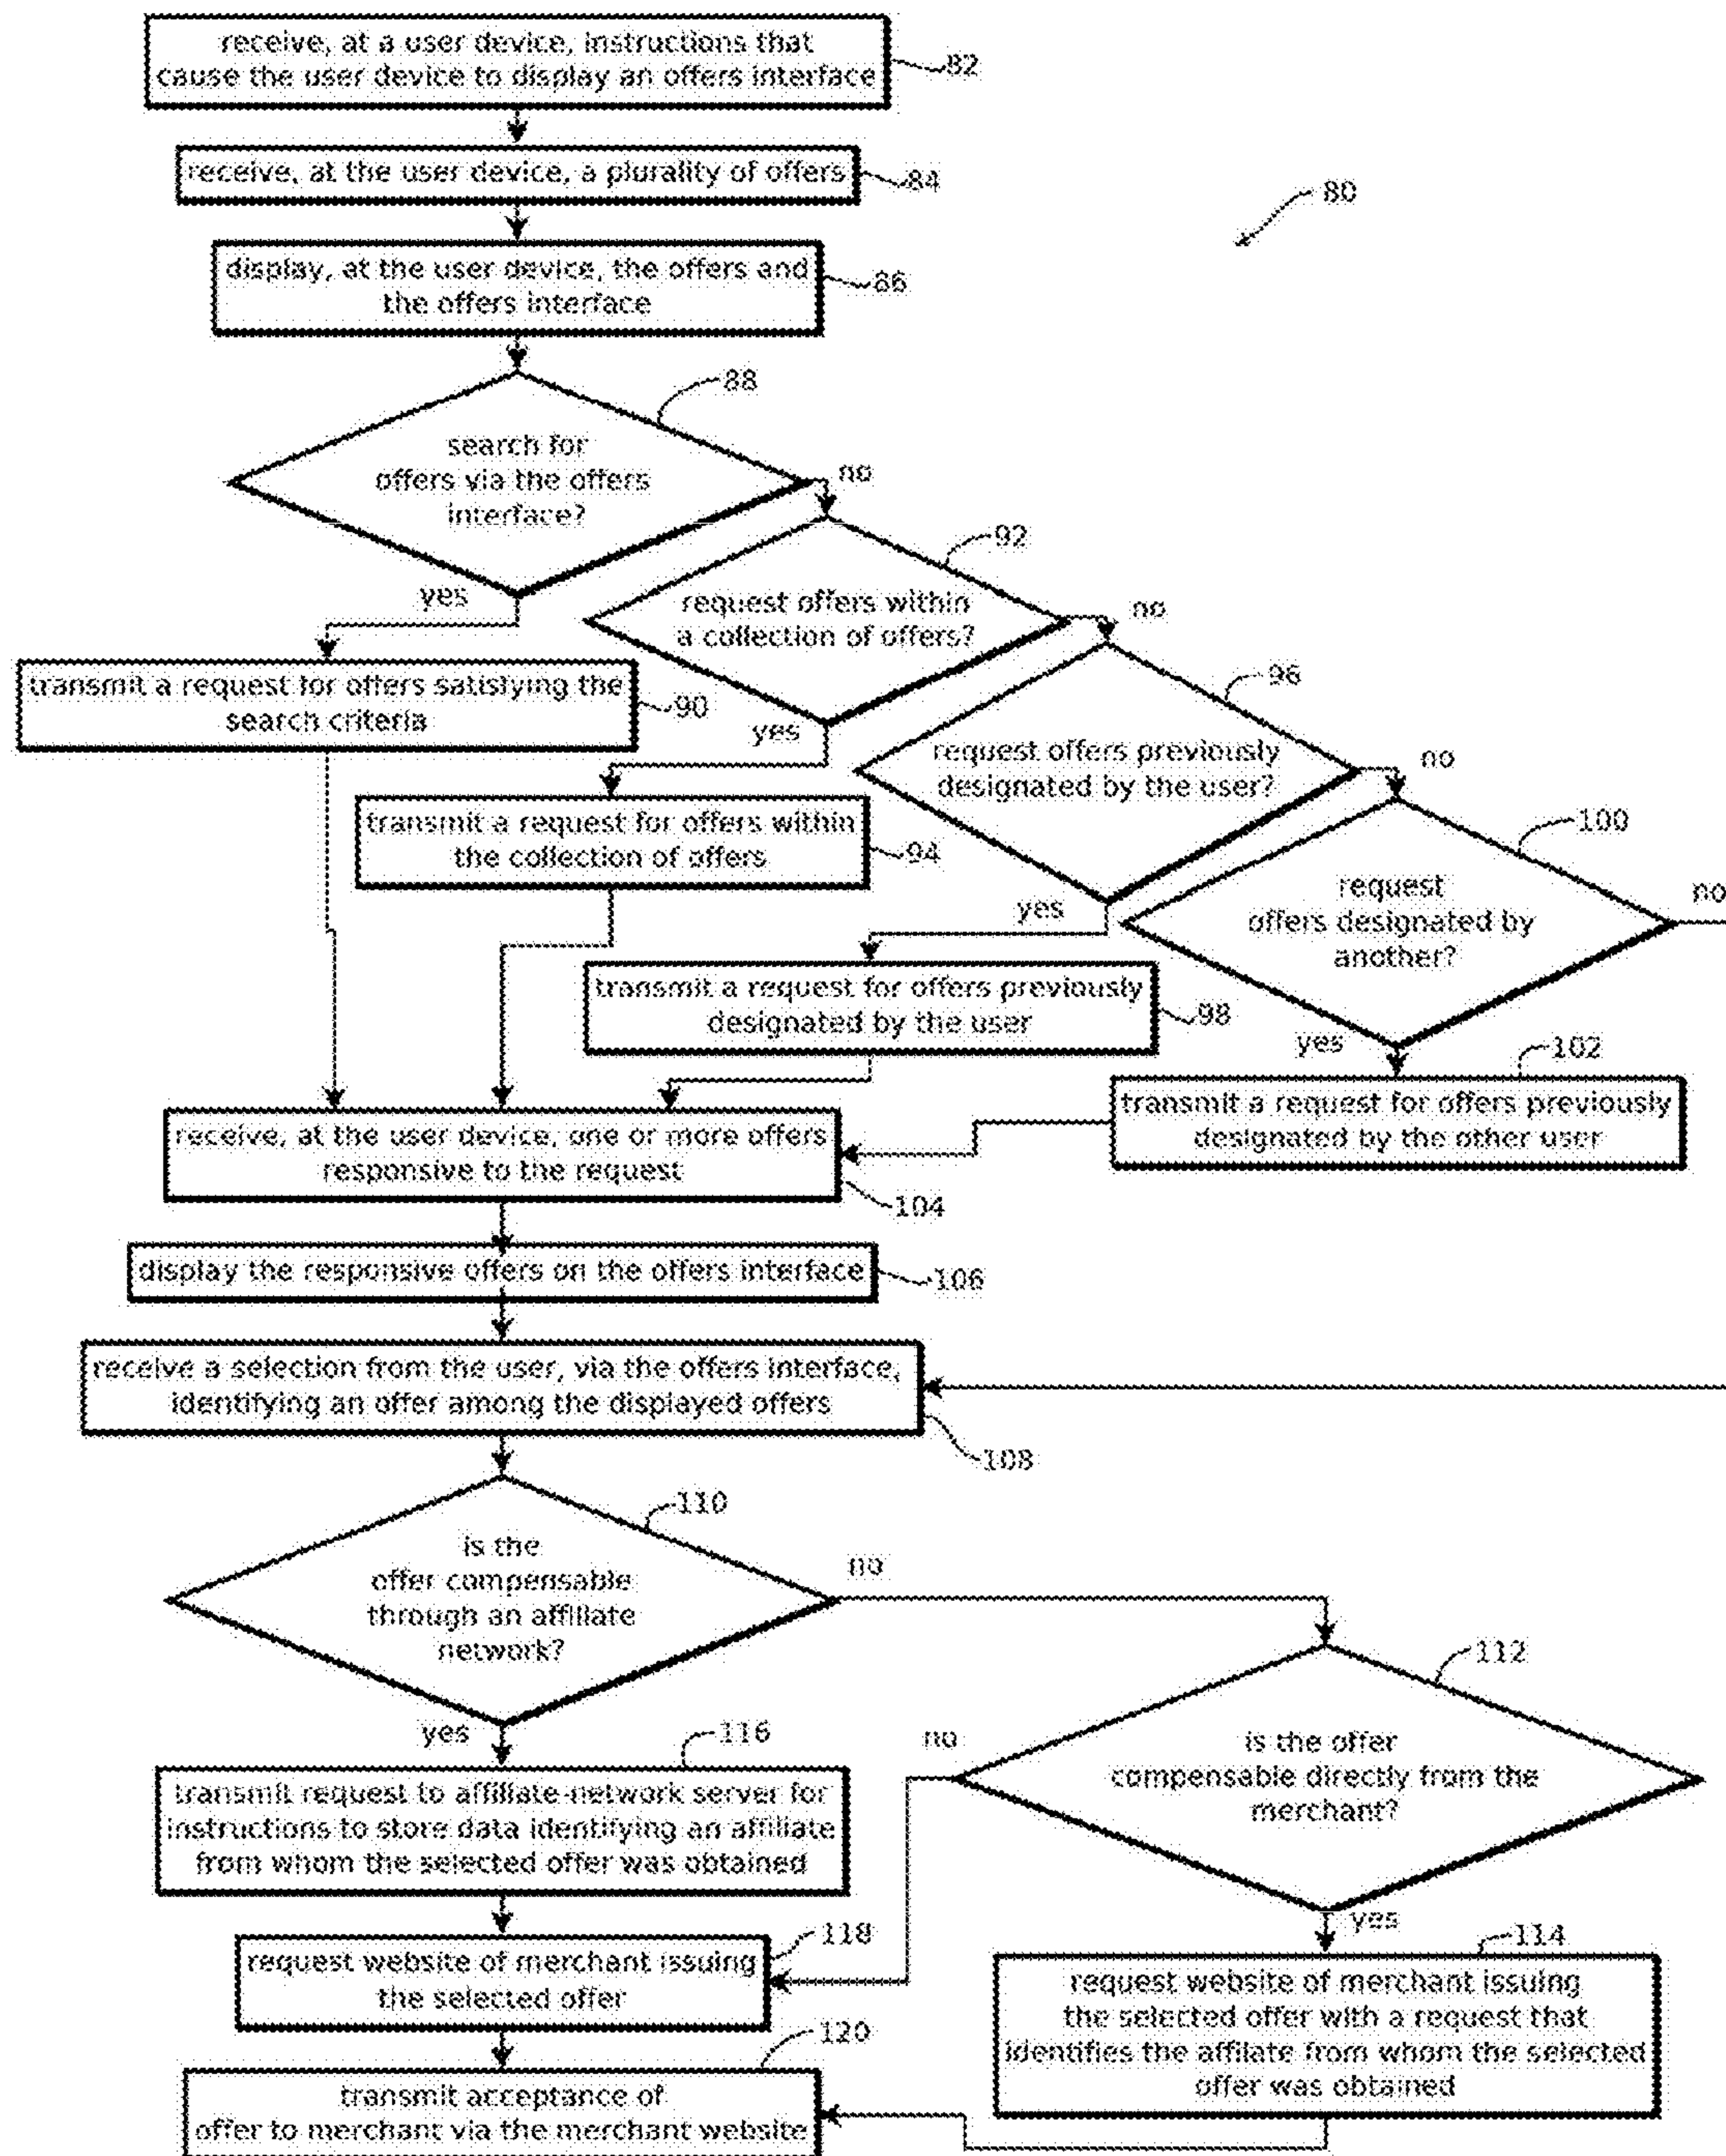 receive, at a user device, instructions that
cause the user device to display an offers interface
82
receive, at the user device, a plurality of offers
84
80
display, at the user device, the offers and
the offers interface
86
88
search for
offers via the offers
interface?
no
yes
92
request offers within
a collection of offers?
no
yes
transmit a request for offers satisfying the
search criteria
90
96
request offers previously
designated by the user?
no
yes
transmit a request for offers within
the collection of offers
94
100
request
offers designated by
another?
no
yes
transmit a request for offers previously
designated by the user
98
102
transmit a request for offers previously
designated by the other user
receive, at the user device, one or more offers
responsive to the request
104
display the responsive offers on the offers interface
106
receive a selection from the user, via the offers interface,
identifying an offer among the displayed offers
108
110
is the
offer compensable
through an affiliate
network?
no
yes
112
is the offer
compensable directly from the
merchant?
no
yes
116
transmit request to affiliate-network server for
instructions to store data identifying an affiliate
from whom the selected offer was obtained
118
request website of merchant issuing
the selected offer
114
request website of merchant issuing
the selected offer with a request that
identifies the affilate from whom the selected
offer was obtained
120
transmit acceptance of
offer to merchant via the merchant website